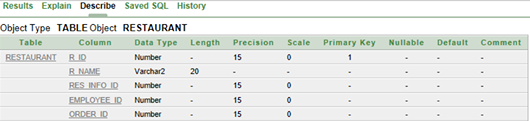 Results Explain Describe Saved SQL History
Object Type TABLE Object RESTAURANT
Table Column Data Type Length Precision Scale Primary Key Nullable Default Comment
RESTAURANT R_ID Number - 15 0 1 - - -
R_NAME Varchar2 20 - - - - - -
RES_INFO_ID Number - 15 0 - - - -
EMPLOYEE_ID Number - 15 0 - - - -
ORDER_ID Number - 15 0 - - - -